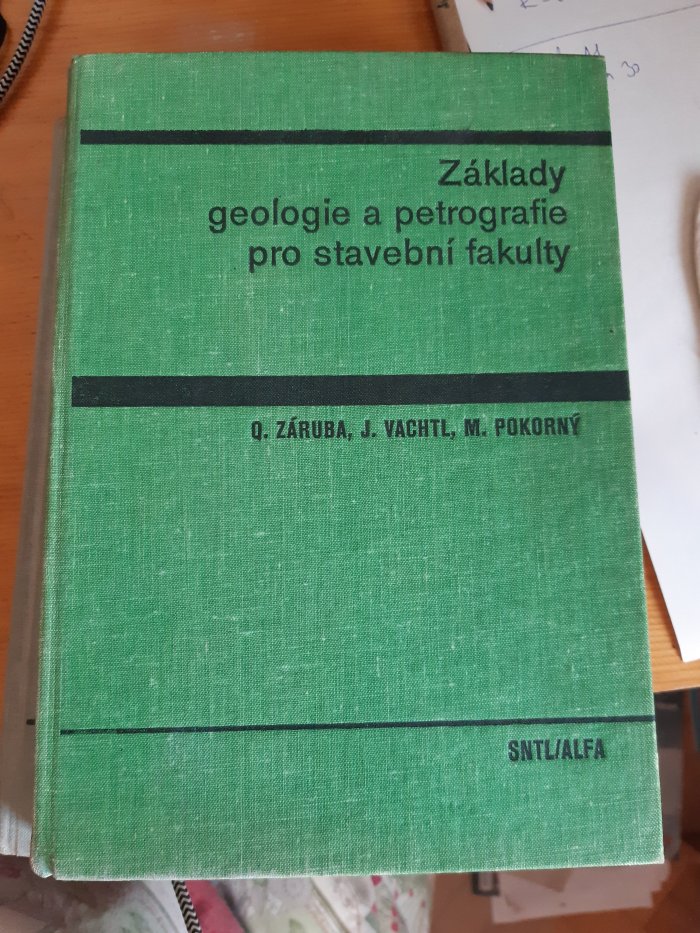 Základy
geologie a petrografie
pro stavební fakulty
Q. ZÁRUBA, J. VACHTL, M. POKORNÝ
SNTL/ALFA